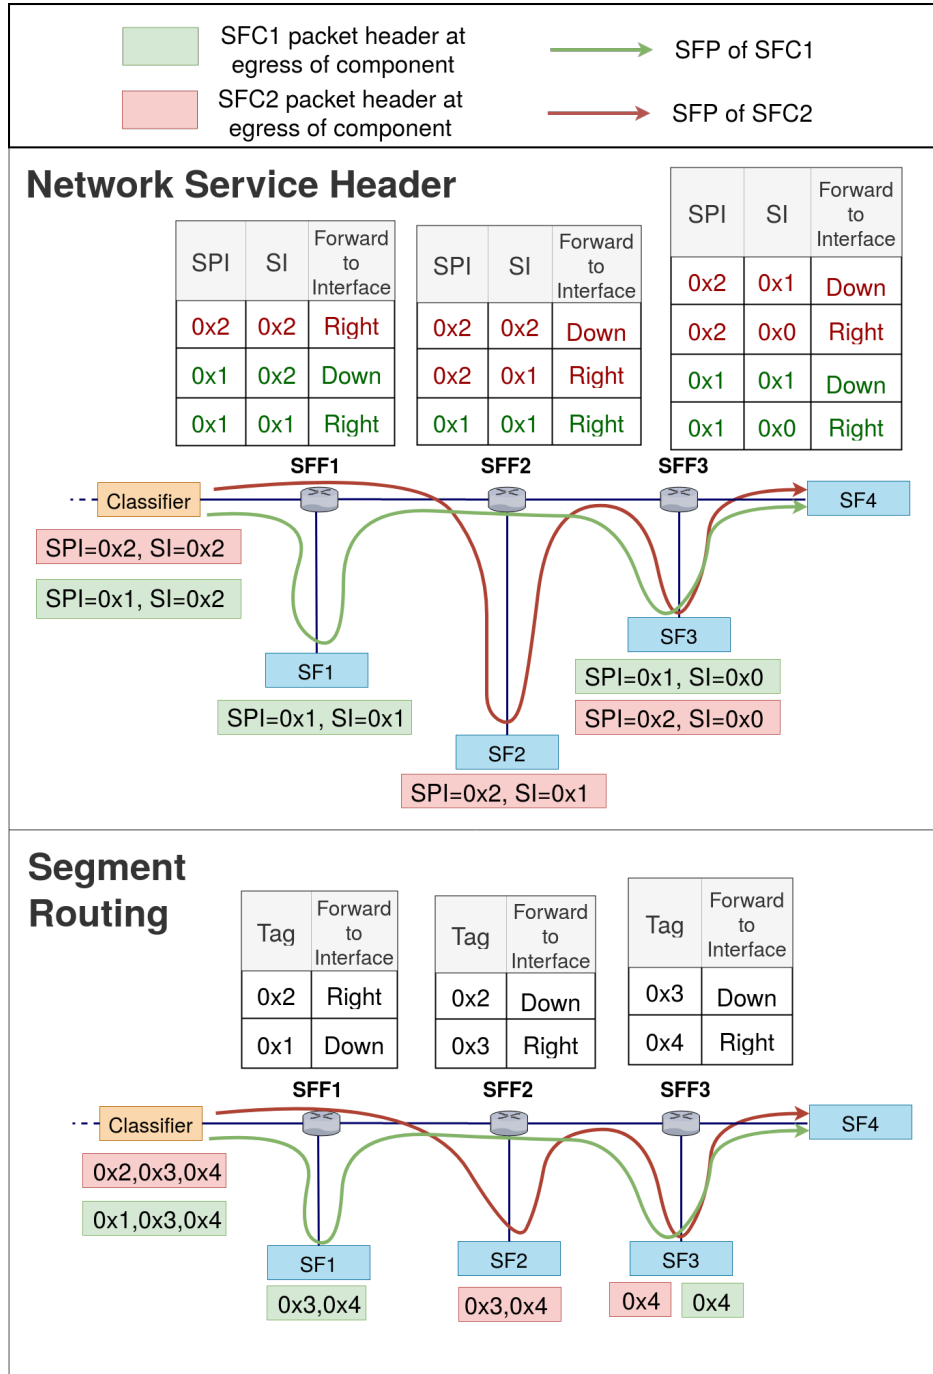 SFC1 packet header at
egress of component
SFP of SFC1
SFC2 packet header at
egress of component
SFP of SFC2
Network Service Header
SPI SI Forward
to
Interface
0x2 0x2 Right
0x1 0x2 Down
0x1 0x1 Right
SPI SI Forward
to
Interface
0x2 0x2 Down
0x2 0x1 Right
0x1 0x1 Right
SPI SI Forward
to
Interface
0x2 0x1 Down
0x2 0x0 Right
0x1 0x1 Down
0x1 0x0 Right
SFF1
SFF2
SFF3
Classifier
SF4
SPI=0x2, SI=0x2
SPI=0x1, SI=0x2
SF1
SPI=0x1, SI=0x1
SF2
SPI=0x2, SI=0x1
SF3
SPI=0x1, SI=0x0
SPI=0x2, SI=0x0
Segment
Routing
Tag Forward
to
Interface
0x2 Right
0x1 Down
Tag Forward
to
Interface
0x2 Down
0x3 Right
Tag Forward
to
Interface
0x3 Down
0x4 Right
SFF1
SFF2
SFF3
Classifier
SF4
0x2,0x3,0x4
0x1,0x3,0x4
SF1
0x3,0x4
SF2
0x3,0x4
SF3
0x4
0x4